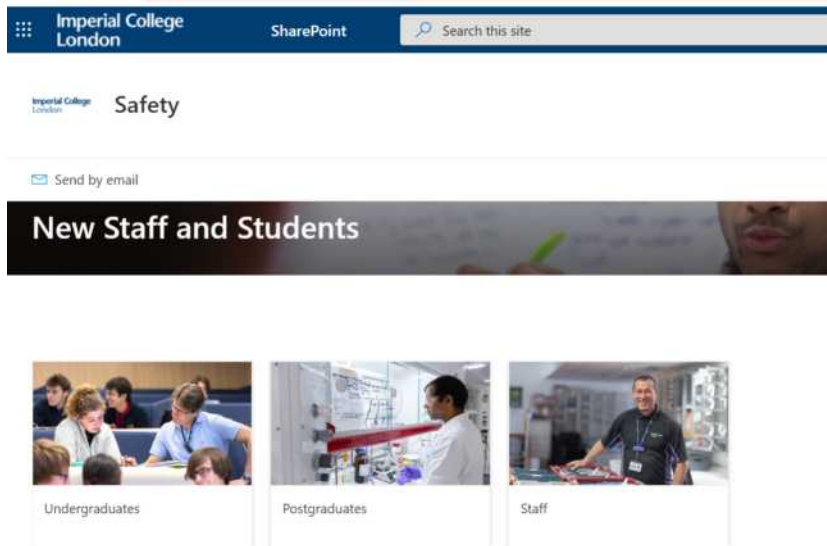 Imperial College
London
SharePoint
Search this site
Imperial College
London
Safety
Send by email
New Staff and Students
Undergraduates
Postgraduates
Staff